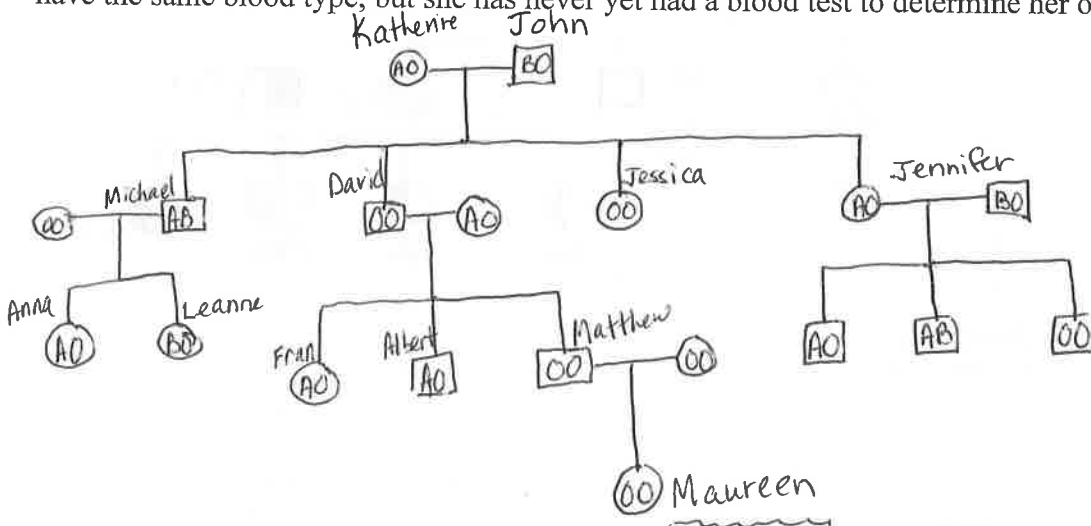 have the same blood type, but she has never yet had a blood test to determine her o
Katherine John
AO BO
Michael David Jessica Jennifer
OO AB OO AO OO AO BO
Anna Leanne Fran Albert Matthew
AO BO AO AO OO OO AO AB OO
OO Maureen